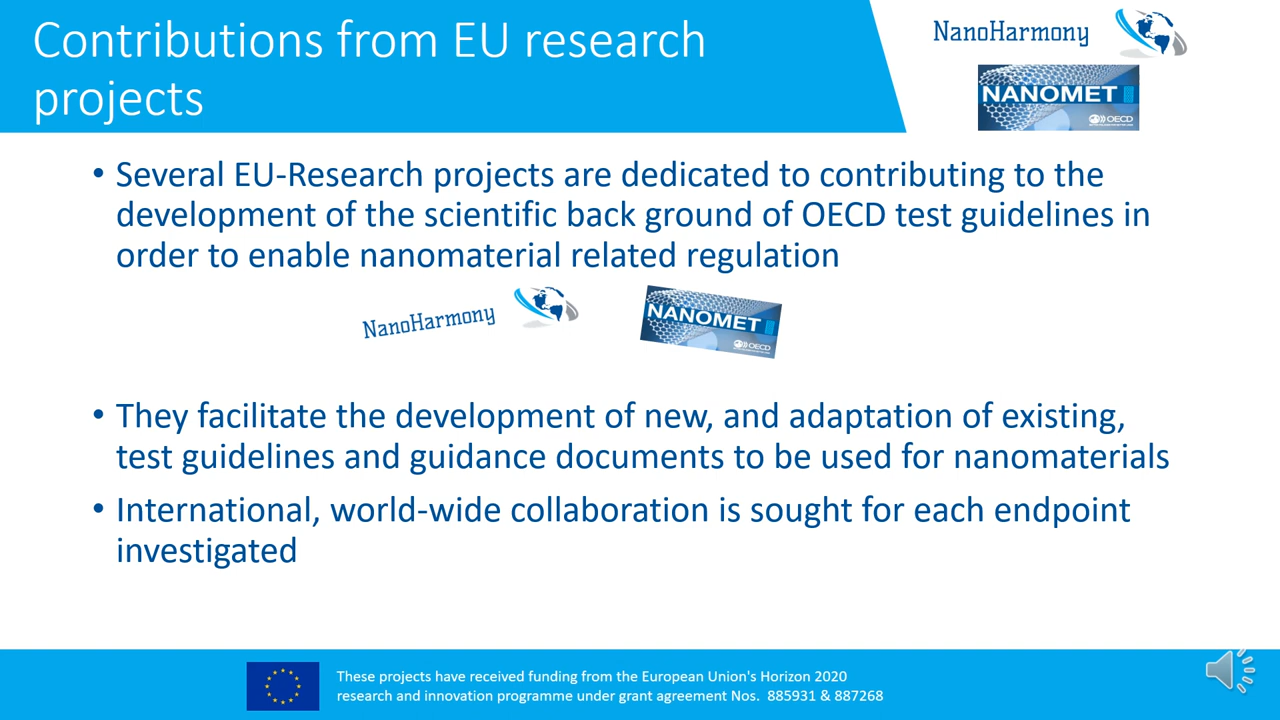 Contributions from EU research
projects
NanoHarmony
NANOMET
OECD
• Several EU-Research projects are dedicated to contributing to the
development of the scientific back ground of OECD test guidelines in
order to enable nanomaterial related regulation
NanoHarmony
NANOMET
OECD
• They facilitate the development of new, and adaptation of existing,
test guidelines and guidance documents to be used for nanomaterials
• International, world-wide collaboration is sought for each endpoint
investigated
These projects have received funding from the European Union's Horizon 2020
research and innovation programme under grant agreement Nos. 885931 & 887268